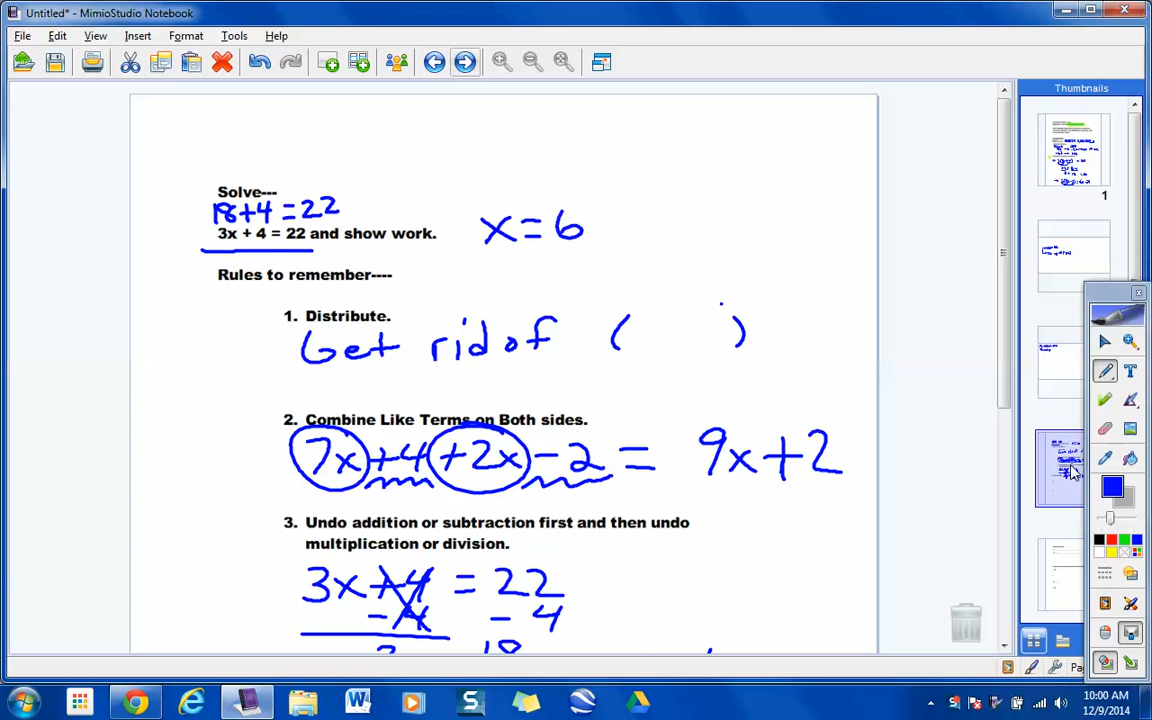 Untitled* - MimioStudio Notebook
File Edit View Insert Format Tools Help
Thumbnails
1
Solve---
18+4 = 22
3x + 4 = 22 and show work.
x = 6
Rules to remember----
1. Distribute.
Get rid of ( )
2. Combine Like Terms on Both sides.
7x +4 +2x -2 = 9x+2
3. Undo addition or subtraction first and then undo
multiplication or division.
3x +4 = 22
-4 -4
T
10:00 AM
12/9/2014